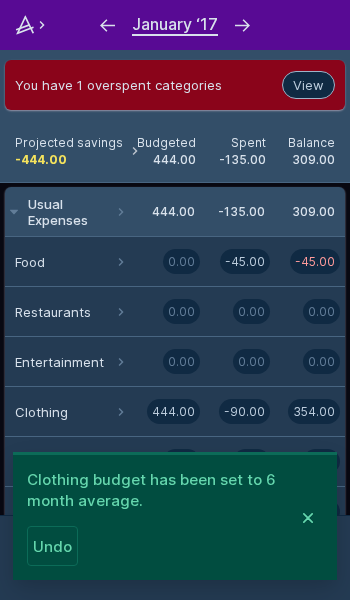 January ‘17
You have 1 overspent categories
View
Projected savings Budgeted Spent Balance
-444.00 444.00 -135.00 309.00
Usual Expenses 444.00 -135.00 309.00
Food 0.00 -45.00 -45.00
Restaurants 0.00 0.00 0.00
Entertainment 0.00 0.00 0.00
Clothing 444.00 -90.00 354.00
Clothing budget has been set to 6
month average.
Undo